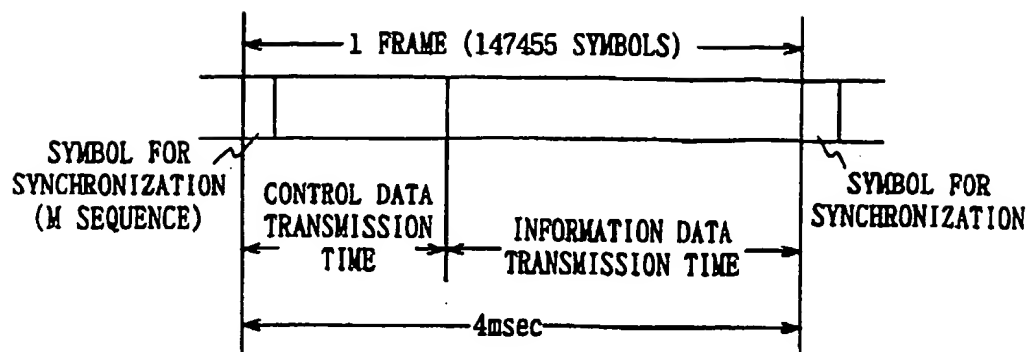 1 FRAME (147455 SYMBOLS)
SYMBOL FOR
SYNCHRONIZATION
(M SEQUENCE)
CONTROL DATA
TRANSMISSION
TIME
INFORMATION DATA
TRANSMISSION TIME
SYMBOL FOR
SYNCHRONIZATION
4msec